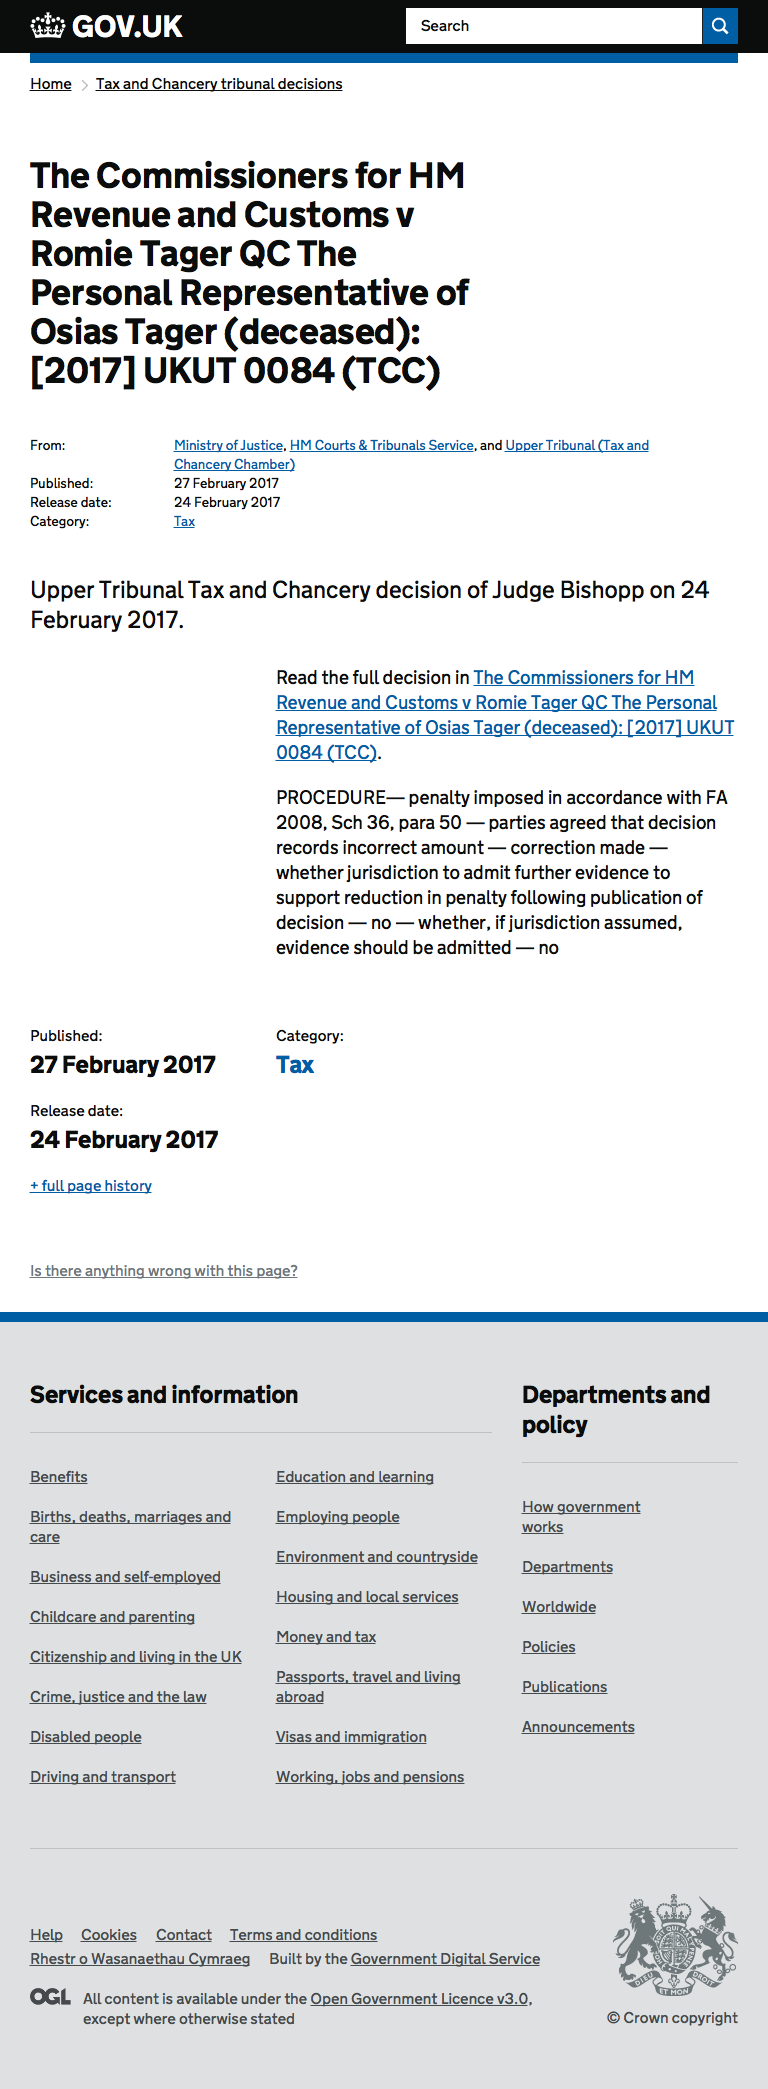 GOV.UK
Search
Home
Tax and Chancery tribunal decisions
The Commissioners for HM
Revenue and Customs v
Romie Tager QC The
Personal Representative of
Osias Tager (deceased):
[2017] UKUT 0084 (TCC)
From: Ministry of Justice, HM Courts & Tribunals Service, and Upper Tribunal (Tax and
Chancery Chamber)
Published: 27 February 2017
Release date: 24 February 2017
Category: Tax
Upper Tribunal Tax and Chancery decision of Judge Bishopp on 24
February 2017.
Read the full decision in The Commissioners for HM
Revenue and Customs v Romie Tager QC The Personal
Representative of Osias Tager (deceased): [2017] UKUT
0084 (TCC).
PROCEDURE— penalty imposed in accordance with FA
2008, Sch 36, para 50 — parties agreed that decision
records incorrect amount — correction made —
whether jurisdiction to admit further evidence to
support reduction in penalty following publication of
decision — no — whether, if jurisdiction assumed,
evidence should be admitted — no
Published:
27 February 2017
Category:
Tax
Release date:
24 February 2017
+ full page history
Is there anything wrong with this page?
Services and information
Benefits
Births, deaths, marriages and
care
Business and self-employed
Childcare and parenting
Citizenship and living in the UK
Crime, justice and the law
Disabled people
Driving and transport
Education and learning
Employing people
Environment and countryside
Housing and local services
Money and tax
Passports, travel and living
abroad
Visas and immigration
Working, jobs and pensions
Departments and
policy
How government
works
Departments
Worldwide
Policies
Publications
Announcements
Help Cookies Contact Terms and conditions
Rhestr o Wasanaethau Cymraeg Built by the Government Digital Service
OGL All content is available under the Open Government Licence v3.0,
except where otherwise stated
DIEU ET MON DROIT
© Crown copyright